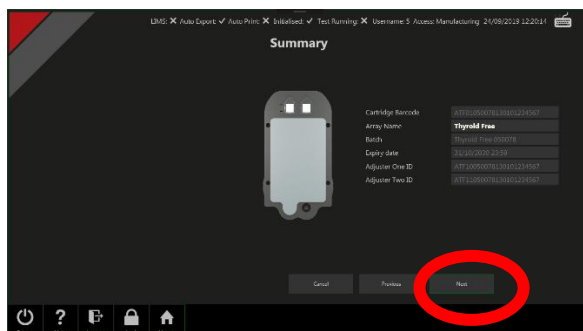 LIMS: ✕ Auto Export: ✓ Auto Print: ✕ Initialised: ✓ Test Running: ✕ Username: 5 Access: Manufacturing 24/09/2019 12:20:14
Summary
Cartridge Barcode
Array Name Thyroid Free
Batch Thyroid Free 05007B
Expiry date 31/10/2020 23:59
Adjuster One ID
Adjuster Two ID
Cancel Previous Next